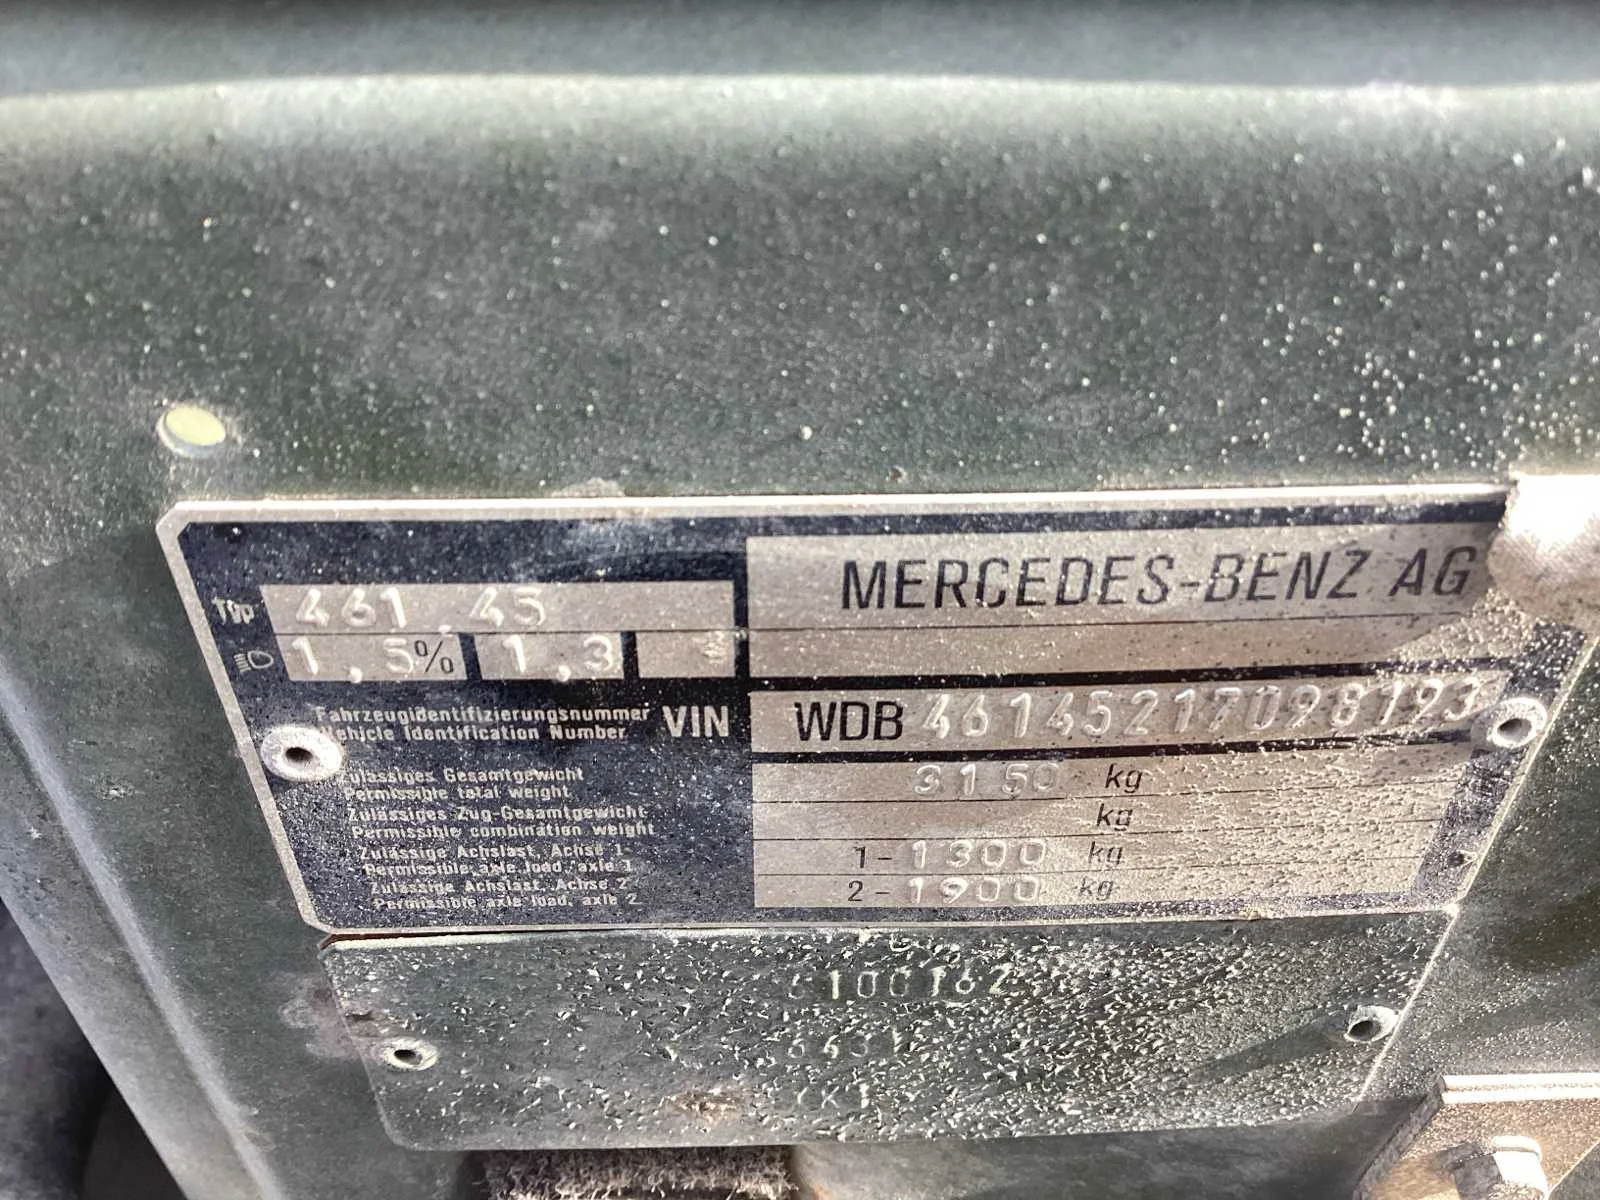 MERCEDES-BENZ AG
Typ 461.45
1,5% 1,3
Fahrzeugidentifizierungsnummer
Vehicle Identification Number
VIN WDB 46145217098193
Zulässiges Gesamtgewicht
Permissible total weight
3150 kg
Zulässiges Zug-Gesamtgewicht
Permissible combination weight
kg
Zulässige Achslast, Achse 1
Permissible axle load, axle 1
1-1300 kg
Zulässige Achslast, Achse 2
Permissible axle load, axle 2
2-1900 kg